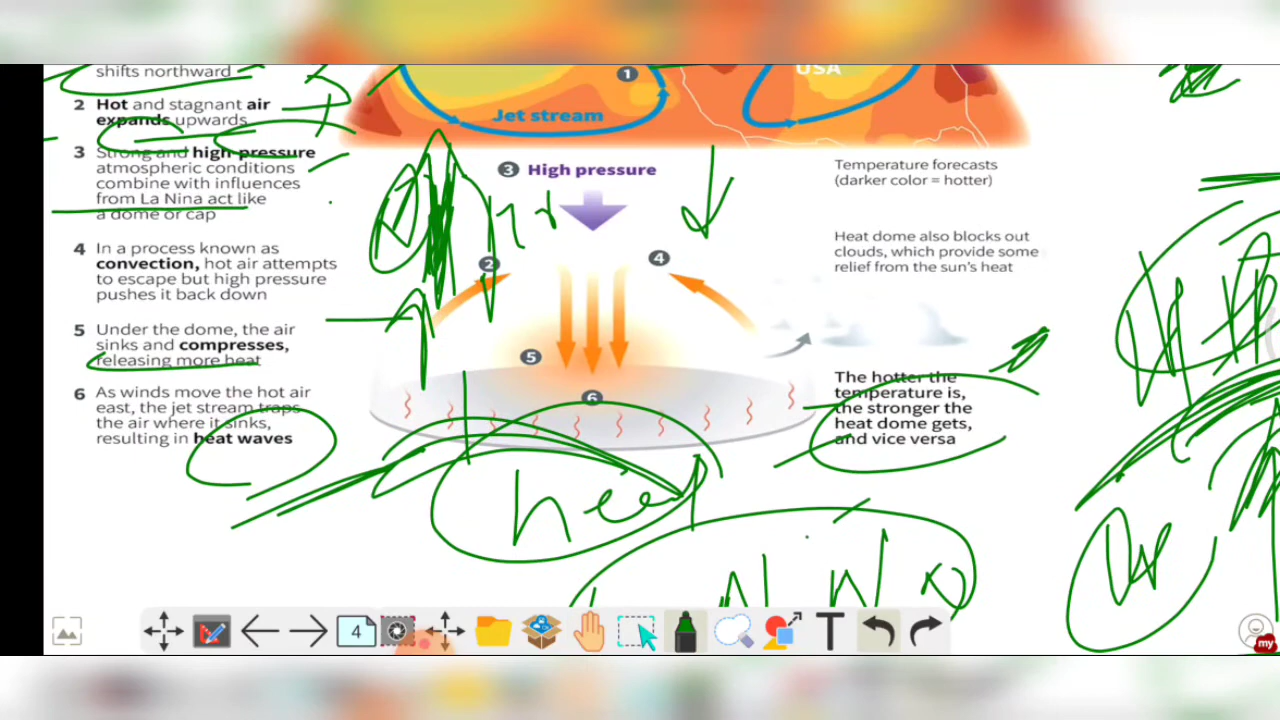 shifts northward
2 Hot and stagnant air
expands upwards
3 Strong and high-pressure
atmospheric conditions
combine with influences
from La Nina act like
a dome or cap
4 In a process known as
convection, hot air attempts
to escape but high pressure
pushes it back down
5 Under the dome, the air
sinks and compresses,
releasing more heat
6 As winds move the hot air
east, the jet stream traps
the air where it sinks,
resulting in heat waves
1
USA
Jet stream
3 High pressure
2
4
5
6
Temperature forecasts
(darker color = hotter)
Heat dome also blocks out
clouds, which provide some
relief from the sun's heat
The hotter the
temperature is,
the stronger the
heat dome gets,
and vice versa
4
T
my